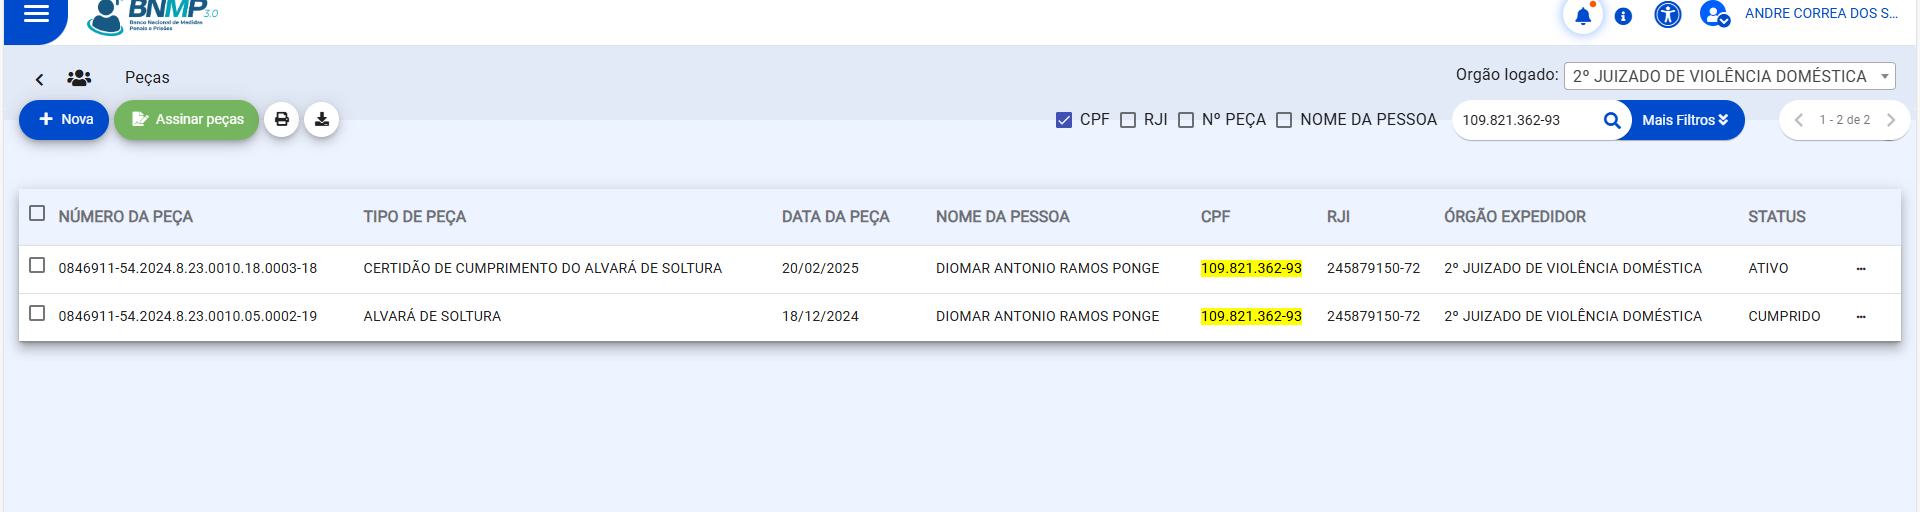 BNMP 3.0
Banco Nacional de Medidas
Penais e Prisões
ANDRE CORREA DOS S...
Peças
Orgão logado: 2º JUIZADO DE VIOLÊNCIA DOMÉSTICA
Nova Assinar peças
CPF RJI Nº PEÇA NOME DA PESSOA 109.821.362-93 Mais Filtros 1 - 2 de 2
NÚMERO DA PEÇA TIPO DE PEÇA DATA DA PEÇA NOME DA PESSOA CPF RJI ÓRGÃO EXPEDIDOR STATUS
0846911-54.2024.8.23.0010.18.0003-18 CERTIDÃO DE CUMPRIMENTO DO ALVARÁ DE SOLTURA 20/02/2025 DIOMAR ANTONIO RAMOS PONGE 109.821.362-93 245879150-72 2º JUIZADO DE VIOLÊNCIA DOMÉSTICA ATIVO ...
0846911-54.2024.8.23.0010.05.0002-19 ALVARÁ DE SOLTURA 18/12/2024 DIOMAR ANTONIO RAMOS PONGE 109.821.362-93 245879150-72 2º JUIZADO DE VIOLÊNCIA DOMÉSTICA CUMPRIDO ...